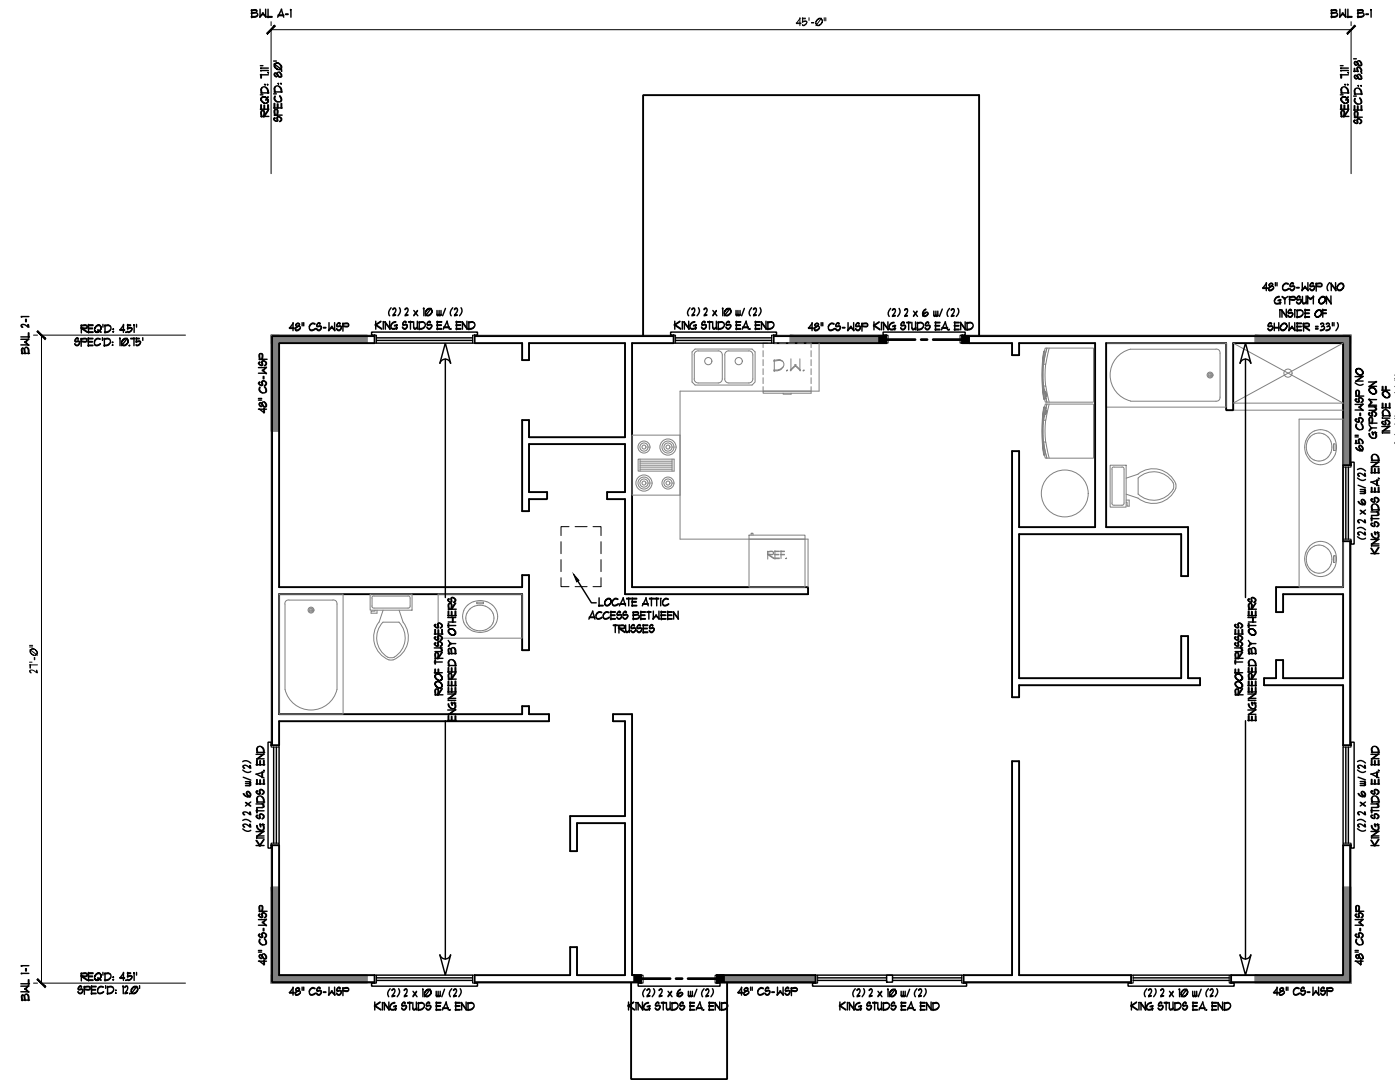 BWL A-1
BWL B-1
45'-0"
REQ'D: 7.11'
SPEC'D: 8.0'
REQ'D: 7.11'
SPEC'D: 8.58'
48" CS-WSP (NO
GYPSUM ON
INSIDE OF
SHOWER =33")
BWL 2-1
REQ'D: 4.51'
SPEC'D: 10.75'
48" CS-WSP
(2) 2 x 10 w/ (2)
KING STUDS EA. END
(2) 2 x 10 w/ (2)
KING STUDS EA. END
48" CS-WSP
(2) 2 x 6 w/ (2)
KING STUDS EA. END
48" CS-WSP
D.W.
65" CS-WSP (NO
GYPSUM ON
INSIDE OF
(2) 2 x 6 w/ (2)
KING STUDS EA. END
REF.
LOCATE ATTIC
ACCESS BETWEEN
TRUSSES
ROOF TRUSSES
ENGINEERED BY OTHERS
ROOF TRUSSES
ENGINEERED BY OTHERS
27'-0"
(2) 2 x 6 w/ (2)
KING STUDS EA. END
(2) 2 x 6 w/ (2)
KING STUDS EA. END
48" CS-WSP
48" CS-WSP
BWL 1-1
REQ'D: 4.51'
SPEC'D: 12.0'
48" CS-WSP
(2) 2 x 10 w/ (2)
KING STUDS EA. END
(2) 2 x 6 w/ (2)
KING STUDS EA. END
48" CS-WSP
(2) 2 x 10 w/ (2)
KING STUDS EA. END
(2) 2 x 10 w/ (2)
KING STUDS EA. END
48" CS-WSP